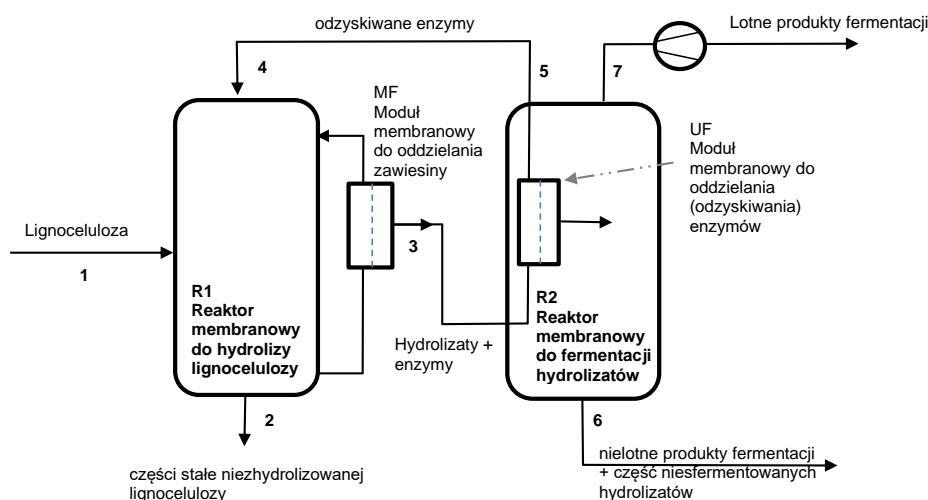 odzyskiwane enzymy
Lotne produkty fermentacji
4
5
7
MF
Moduł
membranowy
do oddzielania
zawiesiny
UF
Moduł
membranowy do
oddzielania
(odzyskiwania)
enzymów
Lignoceluloza
1
3
R1
Reaktor
membranowy
do hydrolizy
lignocelulozy
R2
Reaktor
membranowy
do fermentacji
hydrolizatów
Hydrolizaty +
enzymy
2
6
części stałe niezhydrolizowanej
lignocelulozy
nielotne produkty fermentacji
+ część niesfermentowanych
hydrolizatów